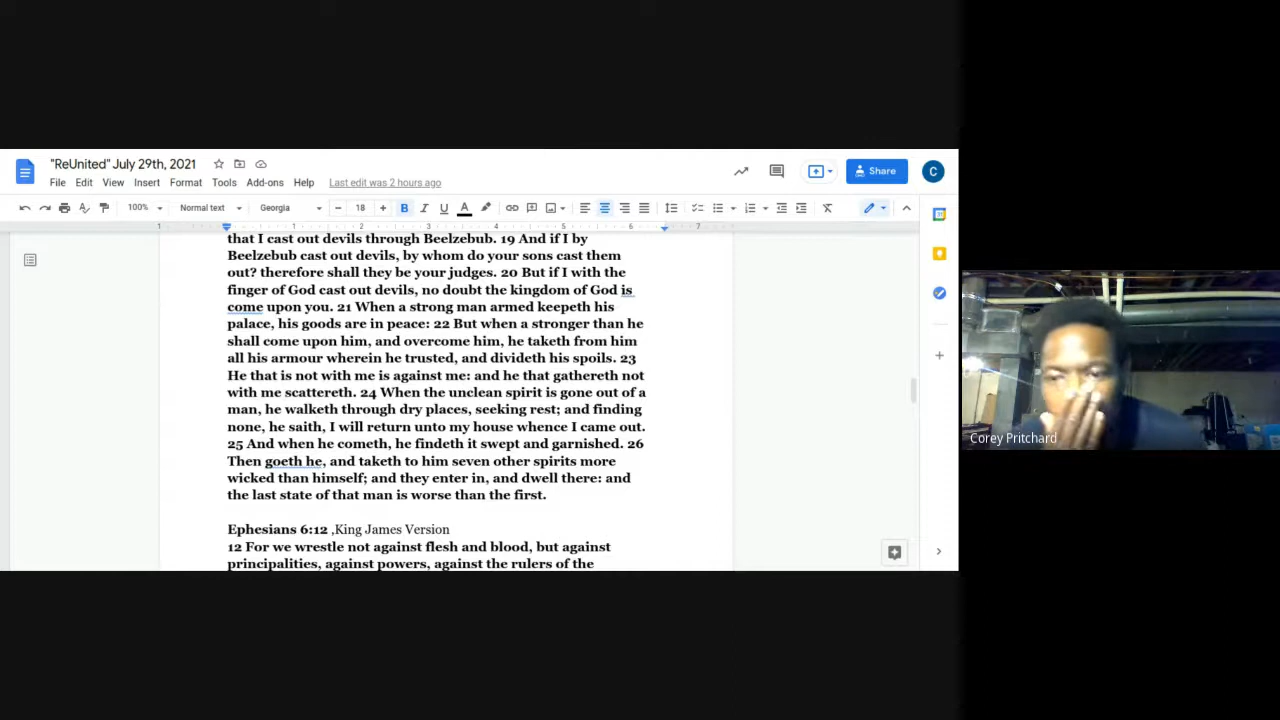 "ReUnited" July 29th, 2021
File Edit View Insert Format Tools Add-ons Help Last edit was 2 hours ago
Share
C
100% Normal text Georgia - 18 + B I U A
1 1 2 3 4 5 6 7
that I cast out devils through Beelzebub. 19 And if I by
Beelzebub cast out devils, by whom do your sons cast them
out? therefore shall they be your judges. 20 But if I with the
finger of God cast out devils, no doubt the kingdom of God is
come upon you. 21 When a strong man armed keepeth his
palace, his goods are in peace: 22 But when a stronger than he
shall come upon him, and overcome him, he taketh from him
all his armour wherein he trusted, and divideth his spoils. 23
He that is not with me is against me: and he that gathereth not
with me scattereth. 24 When the unclean spirit is gone out of a
man, he walketh through dry places, seeking rest; and finding
none, he saith, I will return unto my house whence I came out.
25 And when he cometh, he findeth it swept and garnished. 26
Then goeth he, and taketh to him seven other spirits more
wicked than himself; and they enter in, and dwell there: and
the last state of that man is worse than the first.
Ephesians 6:12 ,King James Version
12 For we wrestle not against flesh and blood, but against
principalities, against powers, against the rulers of the
Corey Pritchard